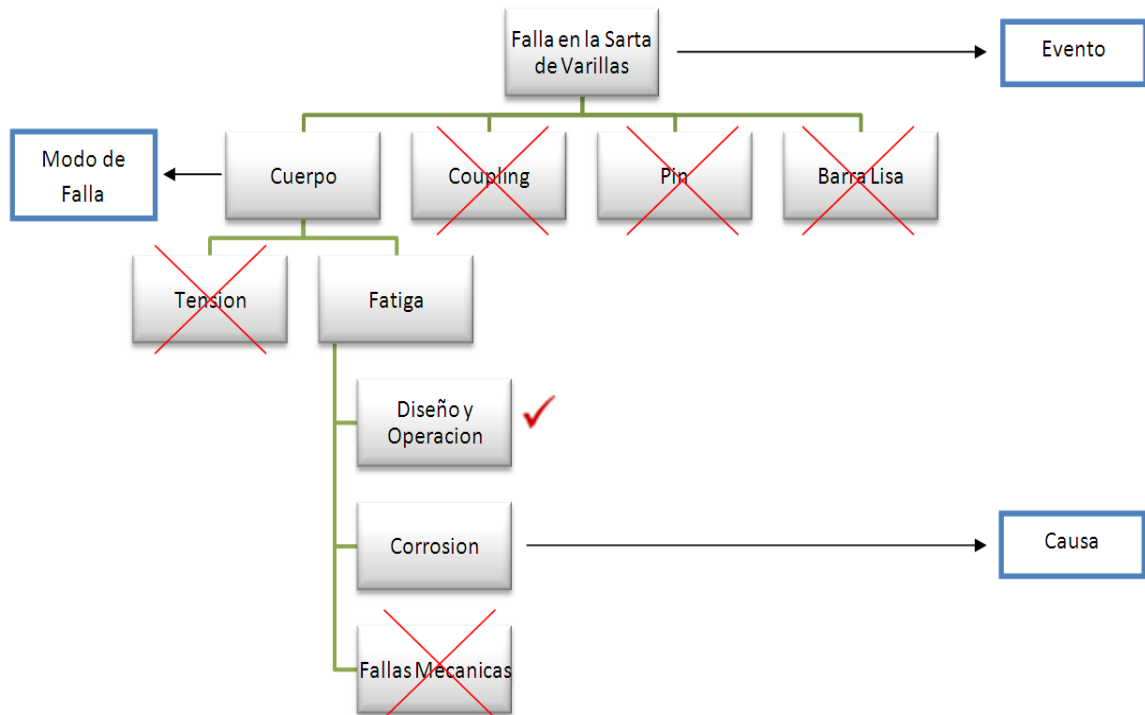 Falla en la Sarta
de Varillas
Evento
Modo de
Falla
Cuerpo
Coupling
Pin
Barra Lisa
Tension
Fatiga
Diseño y
Operacion
Corrosion
Causa
Fallas Mecanicas